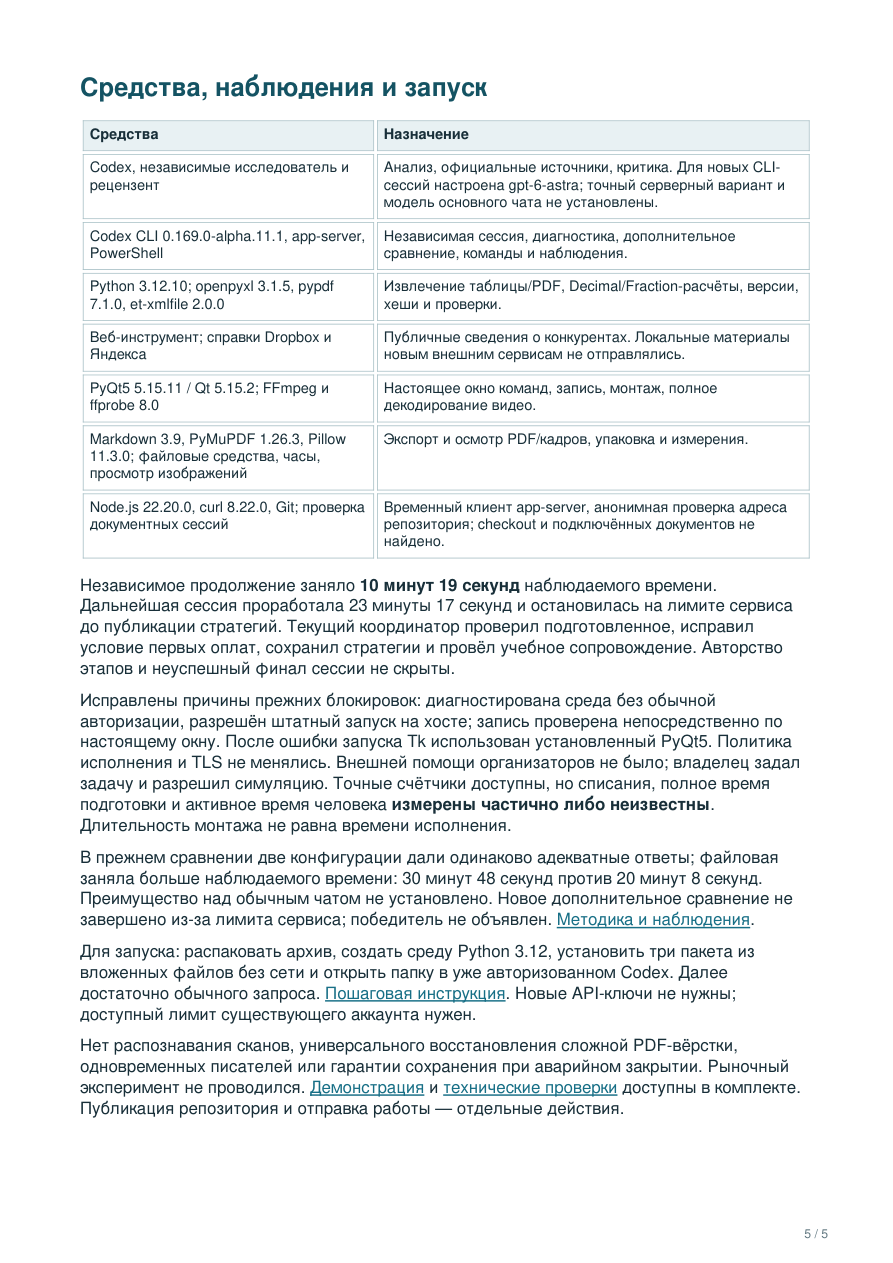 Средства, наблюдения и запуск
Средства
Назначение
Codex, независимые исследователь и
рецензент
Анализ, официальные источники, критика. Для новых CLI-
сессий настроена gpt-6-astra; точный серверный вариант и
модель основного чата не установлены.
Codex CLI 0.169.0-alpha.11.1, app-server,
PowerShell
Независимая сессия, диагностика, дополнительное
сравнение, команды и наблюдения.
Python 3.12.10; openpyxl 3.1.5, pypdf
7.1.0, et-xmlfile 2.0.0
Извлечение таблицы/PDF, Decimal/Fraction-расчёты, версии,
хеши и проверки.
Веб-инструмент; справки Dropbox и
Яндекса
Публичные сведения о конкурентах. Локальные материалы
новым внешним сервисам не отправлялись.
PyQt5 5.15.11 / Qt 5.15.2; FFmpeg и
ffprobe 8.0
Настоящее окно команд, запись, монтаж, полное
декодирование видео.
Markdown 3.9, PyMuPDF 1.26.3, Pillow
11.3.0; файловые средства, часы,
просмотр изображений
Экспорт и осмотр PDF/кадров, упаковка и измерения.
Node.js 22.20.0, curl 8.22.0, Git; проверка
документных сессий
Временный клиент app-server, анонимная проверка адреса
репозитория; checkout и подключённых документов не
найдено.
Независимое продолжение заняло 10 минут 19 секунд наблюдаемого времени.
Дальнейшая сессия проработала 23 минуты 17 секунд и остановилась на лимите сервиса
до публикации стратегий. Текущий координатор проверил подготовленное, исправил
условие первых оплат, сохранил стратегии и провёл учебное сопровождение. Авторство
этапов и неуспешный финал сессии не скрыты.
Исправлены причины прежних блокировок: диагностирована среда без обычной
авторизации, разрешён штатный запуск на хосте; запись проверена непосредственно по
настоящему окну. После ошибки запуска Tk использован установленный PyQt5. Политика
исполнения и TLS не менялись. Внешней помощи организаторов не было; владелец задал
задачу и разрешил симуляцию. Точные счётчики доступны, но списания, полное время
подготовки и активное время человека измерены частично либо неизвестны.
Длительность монтажа не равна времени исполнения.
В прежнем сравнении две конфигурации дали одинаково адекватные ответы; файловая
заняла больше наблюдаемого времени: 30 минут 48 секунд против 20 минут 8 секунд.
Преимущество над обычным чатом не установлено. Новое дополнительное сравнение не
завершено из-за лимита сервиса; победитель не объявлен. Методика и наблюдения.
Для запуска: распаковать архив, создать среду Python 3.12, установить три пакета из
вложенных файлов без сети и открыть папку в уже авторизованном Codex. Далее
достаточно обычного запроса. Пошаговая инструкция. Новые API-ключи не нужны;
доступный лимит существующего аккаунта нужен.
Нет распознавания сканов, универсального восстановления сложной PDF-вёрстки,
одновременных писателей или гарантии сохранения при аварийном закрытии. Рыночный
эксперимент не проводился. Демонстрация и технические проверки доступны в комплекте.
Публикация репозитория и отправка работы — отдельные действия.
5 / 5